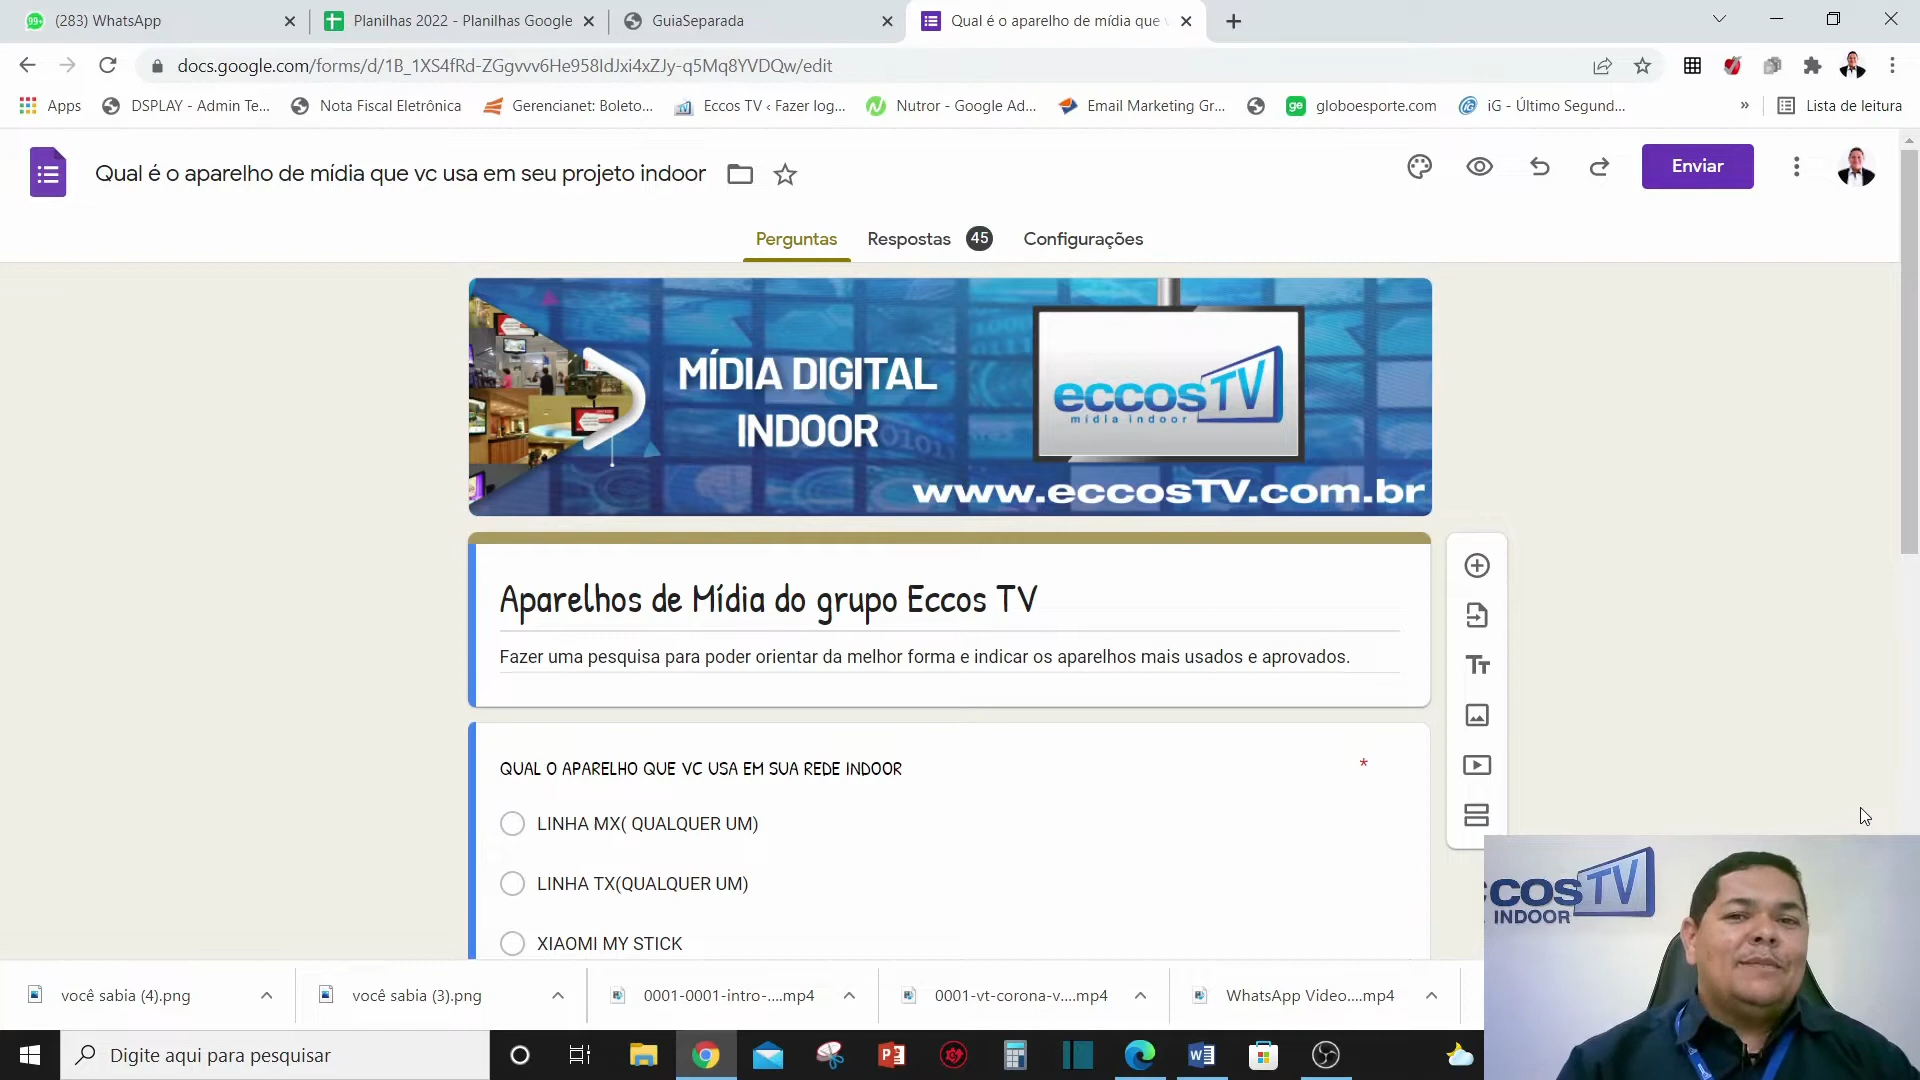 (283) WhatsApp
Planilhas 2022 - Planilhas Google
GuiaSeparada
Qual é o aparelho de mídia que v
docs.google.com/forms/d/1B_1XS4fRd-ZGgvvv6He958IdJxi4xZJy-q5Mq8YVDQw/edit
Apps
DSPLAY - Admin Te...
Nota Fiscal Eletrônica
Gerencianet: Boleto...
Eccos TV ‹ Fazer log...
Nutror - Google Ad...
Email Marketing Gr...
globoesporte.com
iG - Último Segund...
»
Lista de leitura
Qual é o aparelho de mídia que vc usa em seu projeto indoor
Enviar
Perguntas
Respostas
45
Configurações
MÍDIA DIGITAL
INDOOR
eccosTV
mídia indoor
www.eccosTV.com.br
Aparelhos de Mídia do grupo Eccos TV
Fazer uma pesquisa para poder orientar da melhor forma e indicar os aparelhos mais usados e aprovados.
QUAL O APARELHO QUE VC USA EM SUA REDE INDOOR
*
LINHA MX( QUALQUER UM)
LINHA TX(QUALQUER UM)
XIAOMI MY STICK
ccosTV
INDOOR
você sabia (4).png
você sabia (3).png
0001-0001-intro-....mp4
0001-vt-corona-v....mp4
WhatsApp Video....mp4
Digite aqui para pesquisar